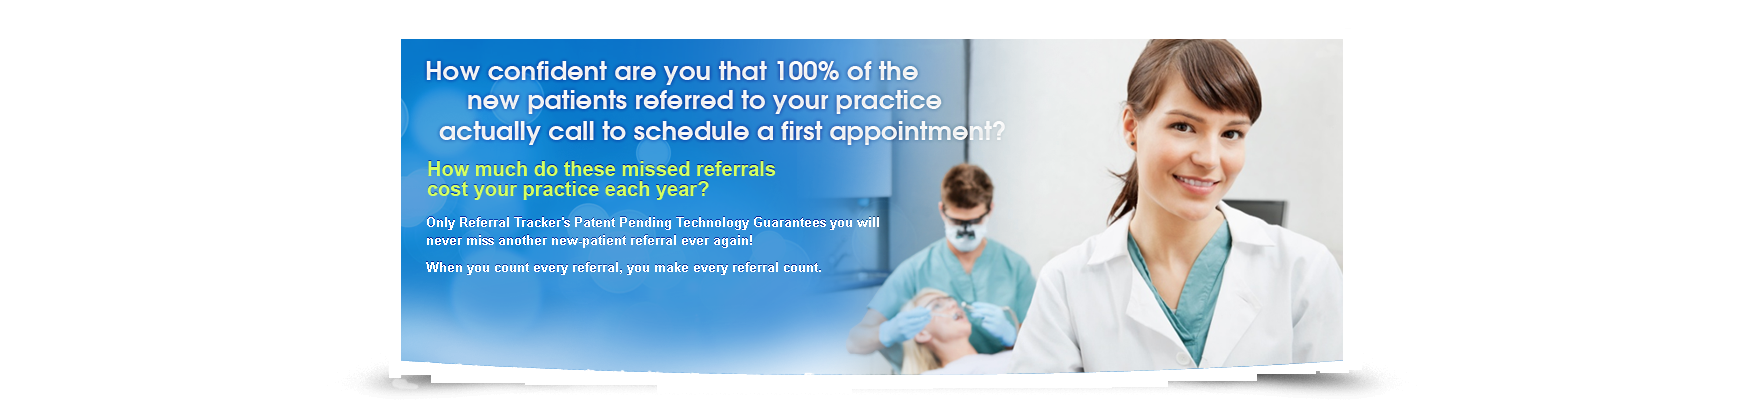 How confident are you that 100% of the
new patients referred to your practice
actually call to schedule a first appointment?
How much do these missed referrals
cost your practice each year?
Only Referral Tracker's Patent Pending Technology Guarantees you will
never miss another new-patient referral ever again!
When you count every referral, you make every referral count.